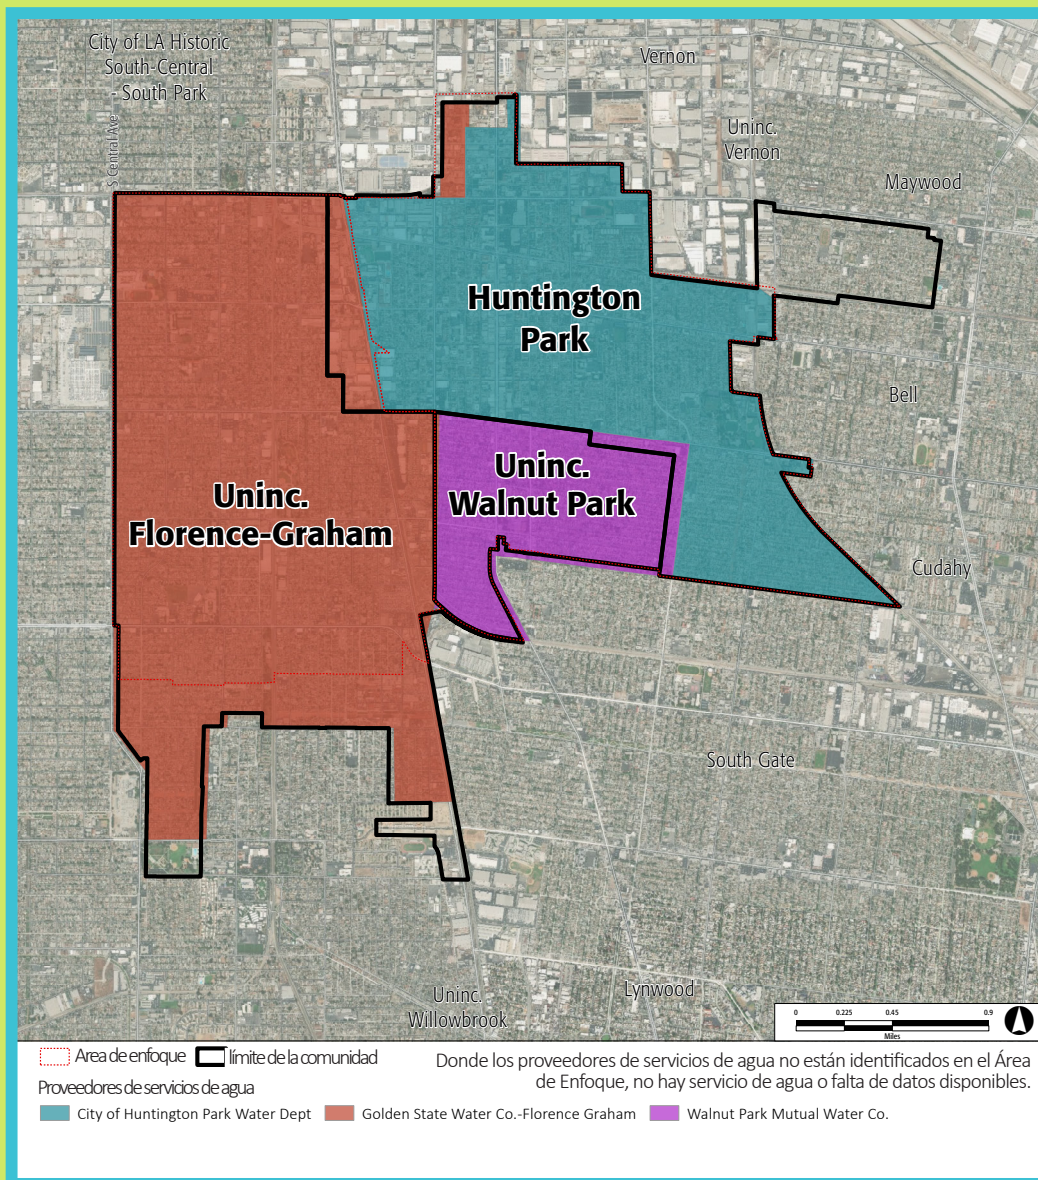 City of LA Historic
South-Central
- South Park
S Central Ave
Vernon
Uninc.
Vernon
Maywood
Huntington
Park
Bell
Uninc.
Walnut Park
Uninc.
Florence-Graham
Cudahy
South Gate
Uninc.
Willowbrook
Lynwood
0 0.225 0.45 0.9
Miles
Area de enfoque límite de la comunidad
Donde los proveedores de servicios de agua no están identificados en el Área
de Enfoque, no hay servicio de agua o falta de datos disponibles.
Proveedores de servicios de agua
City of Huntington Park Water Dept Golden State Water Co.-Florence Graham Walnut Park Mutual Water Co.